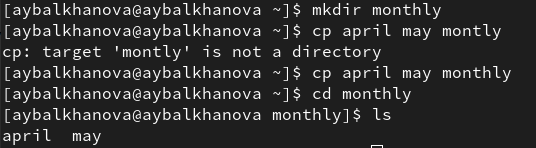 [aybalkhanova@aybalkhanova ~]$ mkdir monthly
[aybalkhanova@aybalkhanova ~]$ cp april may montly
cp: target 'montly' is not a directory
[aybalkhanova@aybalkhanova ~]$ cp april may monthly
[aybalkhanova@aybalkhanova ~]$ cd monthly
[aybalkhanova@aybalkhanova monthly]$ ls
april  may